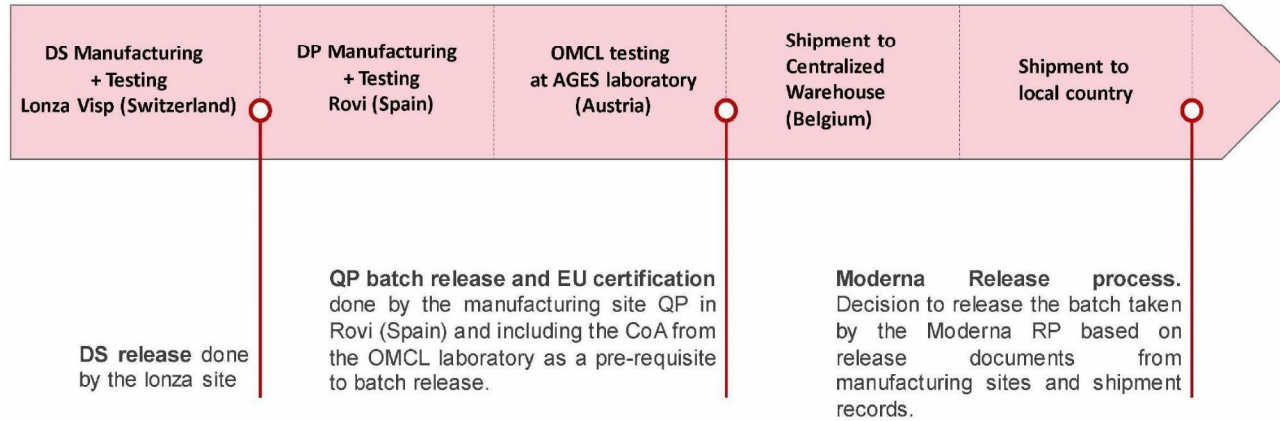 DS Manufacturing
+ Testing
Lonza Visp (Switzerland)
DP Manufacturing
+ Testing
Rovi (Spain)
OMCL testing
at AGES laboratory
(Austria)
Shipment to
Centralized
Warehouse
(Belgium)
Shipment to
local country
DS release done
by the lonza site
QP batch release and EU certification
done by the manufacturing site QP in
Rovi (Spain) and including the CoA from
the OMCL laboratory as a pre-requisite
to batch release.
Moderna Release process.
Decision to release the batch taken
by the Moderna RP based on
release documents from
manufacturing sites and shipment
records.